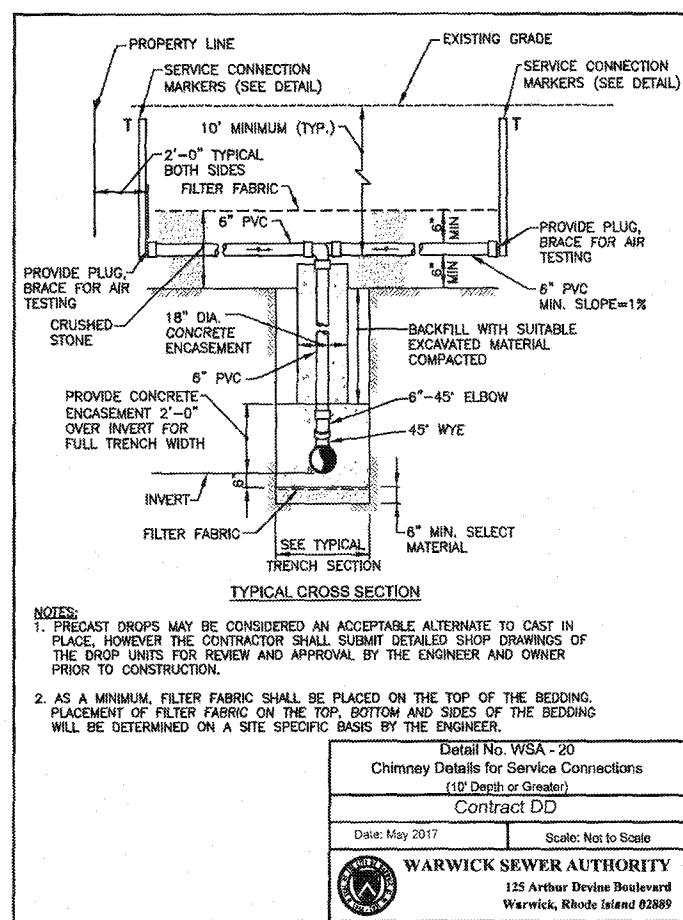 PROPERTY LINE
EXISTING GRADE
SERVICE CONNECTION
MARKERS (SEE DETAIL)
SERVICE CONNECTION
MARKERS (SEE DETAIL)
T
T
10' MINIMUM (TYP.)
2'-0" TYPICAL
BOTH SIDES
FILTER FABRIC
6" PVC
6"
MIN
6"
MIN
PROVIDE PLUG,
BRACE FOR AIR
TESTING
PROVIDE PLUG,
BRACE FOR AIR
TESTING
6" PVC
MIN. SLOPE=1%
CRUSHED
STONE
18" DIA.
CONCRETE
ENCASEMENT
BACKFILL WITH SUITABLE
EXCAVATED MATERIAL
COMPACTED
6" PVC
PROVIDE CONCRETE
ENCASEMENT 2'-0"
OVER INVERT FOR
FULL TRENCH WIDTH
6"-45° ELBOW
45° WYE
6"
INVERT
FILTER FABRIC
6" MIN. SELECT
MATERIAL
SEE TYPICAL
TRENCH SECTION
TYPICAL CROSS SECTION
NOTES:
1. PRECAST DROPS MAY BE CONSIDERED AN ACCEPTABLE ALTERNATE TO CAST IN
PLACE, HOWEVER THE CONTRACTOR SHALL SUBMIT DETAILED SHOP DRAWINGS OF
THE DROP UNITS FOR REVIEW AND APPROVAL BY THE ENGINEER AND OWNER
PRIOR TO CONSTRUCTION.
2. AS A MINIMUM, FILTER FABRIC SHALL BE PLACED ON THE TOP OF THE BEDDING.
PLACEMENT OF FILTER FABRIC ON THE TOP, BOTTOM AND SIDES OF THE BEDDING
WILL BE DETERMINED ON A SITE SPECIFIC BASIS BY THE ENGINEER.
Detail No. WSA - 20
Chimney Details for Service Connections
(10' Depth or Greater)
Contract DD
Date: May 2017
Scale: Not to Scale
WARWICK SEWER AUTHORITY
125 Arthur Devine Boulevard
Warwick, Rhode Island 02889